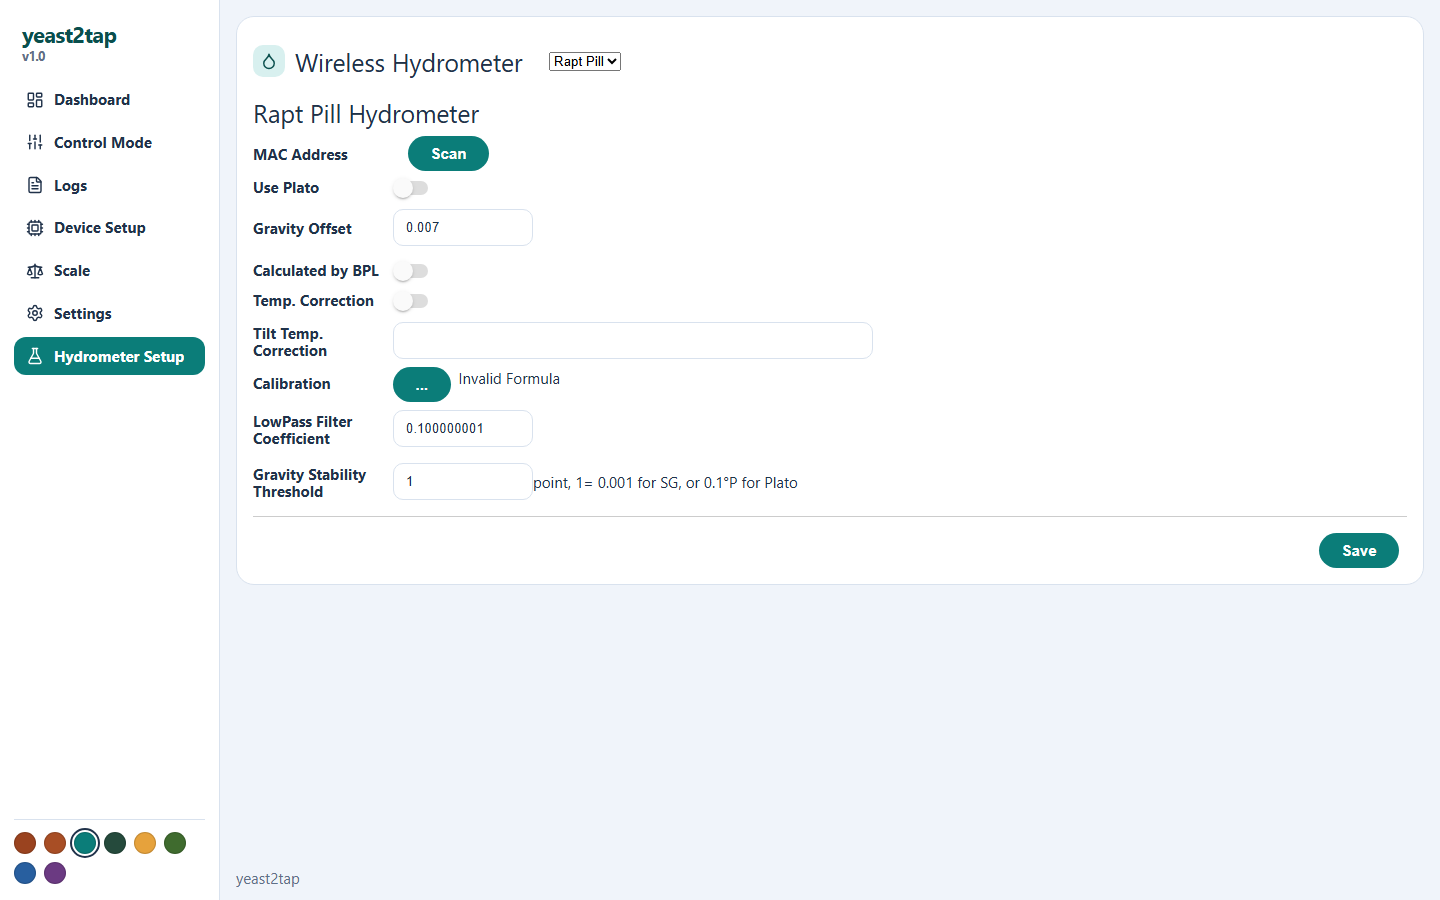 yeast2tap
v1.0
Dashboard
Control Mode
Logs
Device Setup
Scale
Settings
Hydrometer Setup
Wireless Hydrometer
Rapt Pill
Rapt Pill Hydrometer
MAC Address
Scan
Use Plato
Gravity Offset
0.007
Calculated by BPL
Temp. Correction
Tilt Temp.
Correction
Calibration
...
Invalid Formula
LowPass Filter
Coefficient
0.100000001
Gravity Stability
Threshold
1
point, 1= 0.001 for SG, or 0.1°P for Plato
Save
yeast2tap